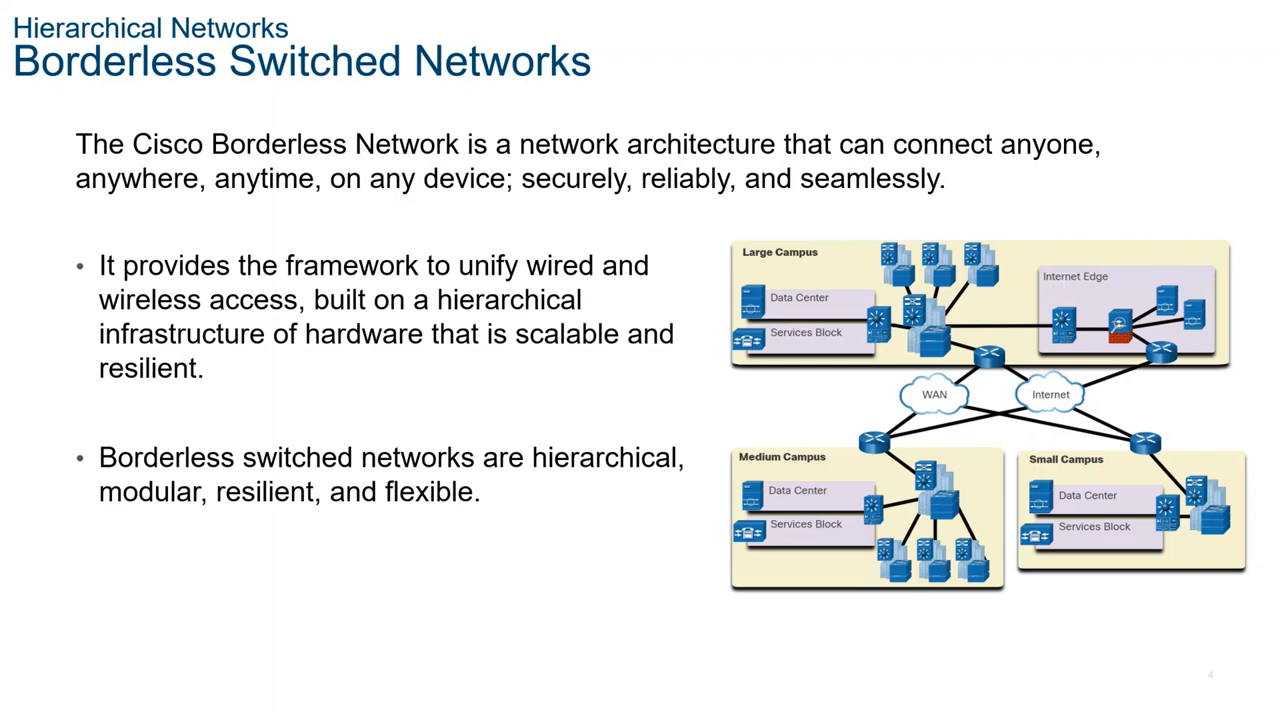 Hierarchical Networks
Borderless Switched Networks
The Cisco Borderless Network is a network architecture that can connect anyone,
anywhere, anytime, on any device; securely, reliably, and seamlessly.
• It provides the framework to unify wired and
wireless access, built on a hierarchical
infrastructure of hardware that is scalable and
resilient.
• Borderless switched networks are hierarchical,
modular, resilient, and flexible.
Large Campus
Data Center
Services Block
Internet Edge
WAN
Internet
Medium Campus
Data Center
Services Block
Small Campus
Data Center
Services Block
4